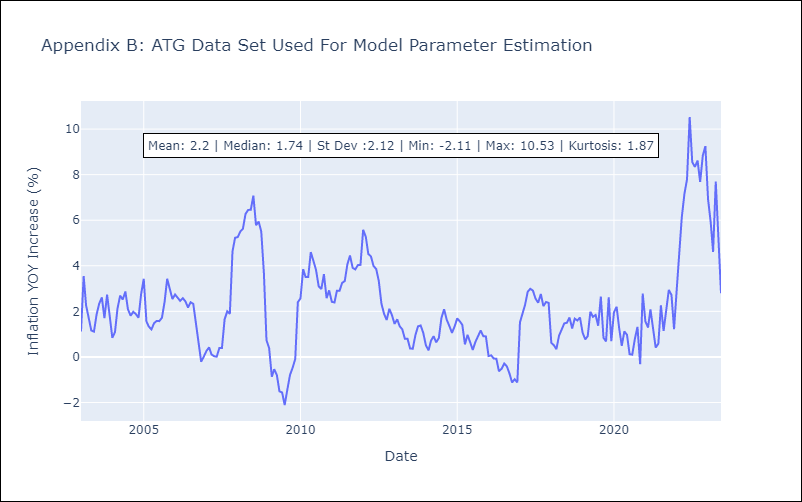 Appendix B: ATG Data Set Used For Model Parameter Estimation
Mean: 2.2 | Median: 1.74 | St Dev :2.12 | Min: -2.11 | Max: 10.53 | Kurtosis: 1.87
Inflation YOY Increase (%)
10
8
6
4
2
0
−2
2005
2010
2015
2020
Date